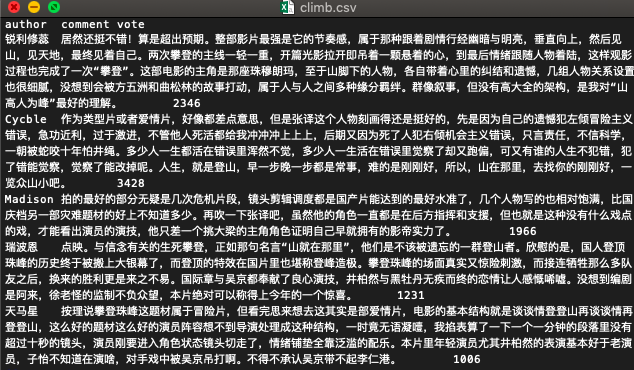 climb.csv
author  comment vote
锐利修蕊  居然还挺不错！算是超出预期。整部影片最强是它的节奏感，属于那种跟着剧情行经幽暗与明亮，垂直向上，然后见
山，见天地，最终见着自己。两次攀登的主线一轻一重，开篇光影拉开即吊着一颗悬着的心，到最后情绪跟随人物着陆，这样观影
过程也完成了一次“攀登”。这部电影的主角是那座珠穆朗玛，至于山脚下的人物，各自带着心里的纠结和遗憾，几组人物关系设置
也很细腻，没想到会被方五洲和曲松林的故事打动，属于人与人之间多种缘分羁绊。群像叙事，但没有高大全的架构，是我对“山
高人为峰”最好的理解。  2346
Cycble  作为类型片或者爱情片，好像都差点意思，但是张译这个人物刻画得还是挺好的，先是因为自己的遗憾犯左倾冒险主义
错误，急功近利，过于激进，不管他人死活都给我冲冲冲上上上，后期又因为死了人犯右倾机会主义错误，只言责任，不信科学，
一朝被蛇咬十年怕井绳。多少人一生都活在错误里浑然不觉，多少人一生活在错误里觉察了却又跑偏，可又有谁的人生不犯错，犯
了错能觉察，觉察了能改掉呢。人生，就是登山，早一步晚一步都是常事，难的是刚刚好，所以，山在那里，去找你的刚刚好，一
览众山小吧。  3428
Madison 拍的最好的部分无疑是几次危机片段，镜头剪辑调度都是国产片能达到的最好水准了，几个人物写的也相对饱满，比国
庆档另一部灾难题材的好上不知道多少。再吹一下张译吧，虽然他的角色一直都是在后方指挥和支援，但也就是这种没有什么戏点
的戏，才能看出演员的演技，他只差一个挑大梁的主角角色证明自己早就拥有的影帝实力了。  1966
瑞波恩  点映。与信念有关的生死攀登，正如那句名言“山就在那里”，他们是不该被遗忘的一群登山者。欣慰的是，国人登顶
珠峰的历史终于被搬上大银幕了，而登顶的特效在国片里也堪称登峰造极。攀登珠峰的场面真实又惊险刺激，而接连牺牲那么多队
友之后，换来的胜利更是来之不易。国际章与吴京都奉献了良心演技，井柏然与黑牡丹无疾而终的恋情让人感慨唏嘘。没想到编剧
是阿来，徐老怪的监制不负众望，本片绝对可以称得上今年的一个惊喜。  1231
天马星  按理说攀登珠峰这题材属于冒险片，但看完思来想去这其实是部爱情片，电影的基本结构就是谈谈情登登山再谈谈情再
登登山，这么好的题材这么好的演员阵容想不到导演处理成这种结构，一时竟无语凝噎，我掐表算了一下一个一分钟的段落里没有
超过十秒的镜头，演员刚要进入角色状态镜头切走了，情绪铺垫全靠泛滥的配乐。本片里年轻演员尤其井柏然的表演基本好于老演
员，子怡不知道在演啥，对手戏中被吴京吊打啊。不得不承认吴京带不起李仁港。  1006